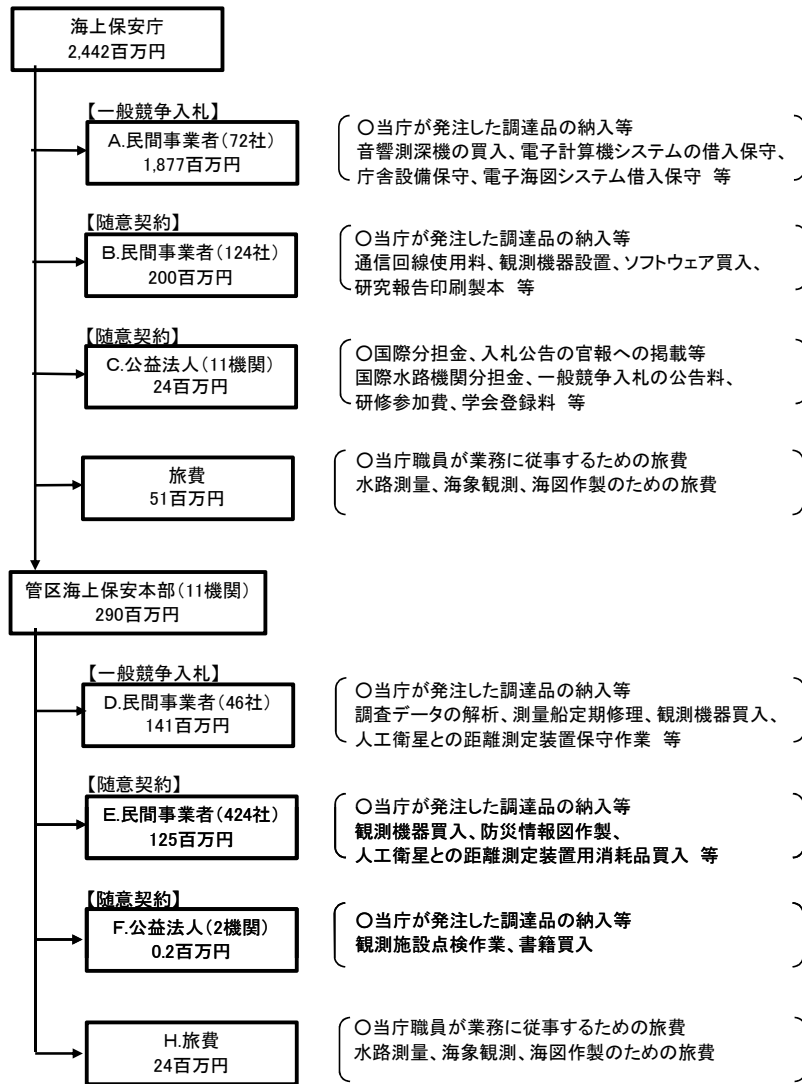 海上保安庁
2,442百万円
【一般競争入札】
A.民間事業者(72社)
1,877百万円
○当庁が発注した調達品の納入等
音響測深機の買入、電子計算機システムの借入保守、
庁舎設備保守、電子海図システム借入保守 等
【随意契約】
B.民間事業者(124社)
200百万円
○当庁が発注した調達品の納入等
通信回線使用料、観測機器設置、ソフトウェア買入、
研究報告印刷製本 等
【随意契約】
C.公益法人(11機関)
24百万円
○国際分担金、入札公告の官報への掲載等
国際水路機関分担金、一般競争入札の公告料、
研修参加費、学会登録料 等
旅費
51百万円
○当庁職員が業務に従事するための旅費
水路測量、海象観測、海図作製のための旅費
管区海上保安本部(11機関)
290百万円
【一般競争入札】
D.民間事業者(46社)
141百万円
○当庁が発注した調達品の納入等
調査データの解析、測量船定期修理、観測機器買入、
人工衛星との距離測定装置保守作業 等
【随意契約】
E.民間事業者(424社)
125百万円
○当庁が発注した調達品の納入等
観測機器買入、防災情報図作製、
人工衛星との距離測定装置用消耗品買入 等
【随意契約】
F.公益法人(2機関)
0.2百万円
○当庁が発注した調達品の納入等
観測施設点検作業、書籍買入
H.旅費
24百万円
○当庁職員が業務に従事するための旅費
水路測量、海象観測、海図作製のための旅費